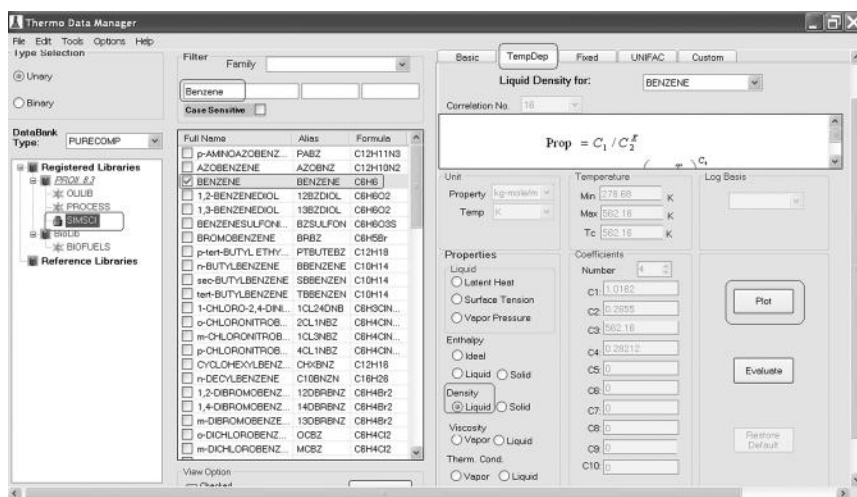 Thermo Data Manager
File Edit Tools Options Help
Type Selection
Unary
Binary
DataBank Type: PURECOMP
Registered Libraries
PROII 8.3
OULIB
PROCESS
SIMSCI
BioLib
BIOFUELS
Reference Libraries
Filter
Family
Benzene
Case Sensitive
Full Name Alias Formula
p-AMINOAZOBENZ... PABZ C12H11N3
AZOBENZENE AZOBNZ C12H10N2
BENZENE BENZENE C6H6
1,2-BENZENEDIOL 12BZDIOL C6H6O2
1,3-BENZENEDIOL 13BZDIOL C6H6O2
BENZENESULFONI... BZSULFON C6H6O3S
BROMOBENZENE BRBZ C6H5Br
p-tert-BUTYL ETHY... PTBUTEBZ C12H18
n-BUTYLBENZENE BBENZENE C10H14
sec-BUTYLBENZENE SBBENZEN C10H14
tert-BUTYLBENZENE TBBENZEN C10H14
1-CHLORO-2,4-DINI... 1CL24DNB C6H3ClN...
o-CHLORONITROB... 2CL1NBZ C6H4ClN...
m-CHLORONITROB... 1CL3NBZ C6H4ClN...
p-CHLORONITROB... 4CL1NBZ C6H4ClN...
CYCLOHEXYLBENZ... CHXBNZ C12H16
n-DECYLBENZENE C10BNZN C16H26
1,2-DIBROMOBENZ... 12DBRBNZ C6H4Br2
1,4-DIBROMOBENZ... 14DBRBNZ C6H4Br2
m-DIBROMOBENZE... 13DBRBNZ C6H4Br2
o-DICHLOROBENZ... OCBZ C6H4Cl2
m-DICHLOROBENZ... MCBZ C6H4Cl2
View Option
Checked
Basic TempDep Fixed UNIFAC Custom
Liquid Density for: BENZENE
Correlation No. 16
Prop = C₁ / C₂^X
Unit
Property kg-mole/m
Temp K
Temperature
Min 278.68 K
Max 562.16 K
Tc 562.16 K
Log Basis
Properties
Liquid
Latent Heat
Surface Tension
Vapor Pressure
Enthalpy
Ideal
Liquid Solid
Density
Liquid Solid
Viscosity
Vapor Liquid
Therm. Cond.
Vapor Liquid
Coefficients
Number 4
C1: 1.0162
C2: 0.2655
C3: 562.16
C4: 0.28212
C5: 0
C6: 0
C7: 0
C8: 0
C9: 0
C10: 0
Plot
Evaluate
Restore Default